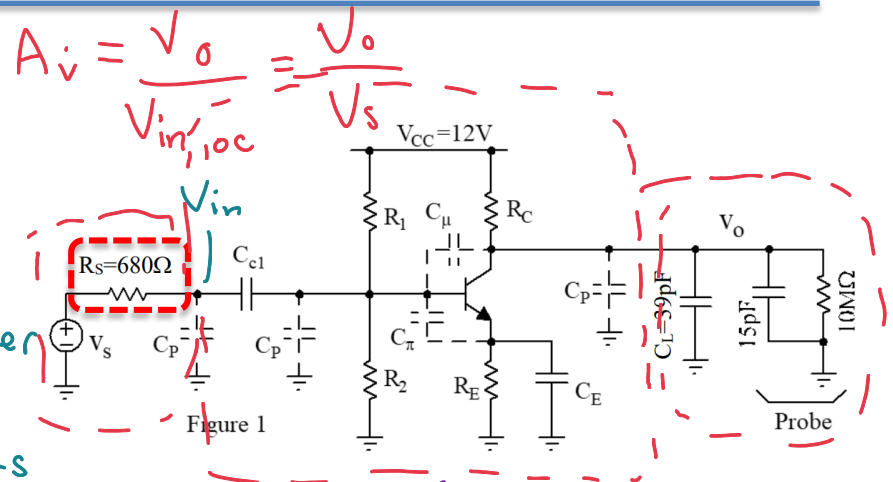 Av = Vo / Vin,oc = Vo / Vs
VCC=12V
Vin
R1 Cμ RC Vo
RS=680Ω Cc1
CP CL=39pF 15pF 10MΩ
Vs CP CP Cπ
R2 RE CE
Probe
Figure 1
er
-s